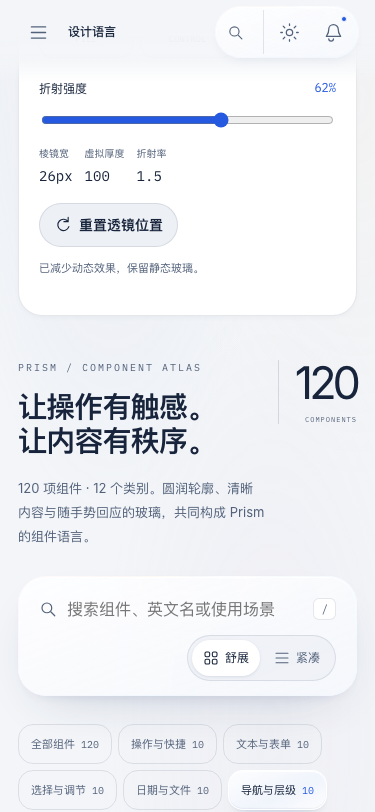 设计语言
折射强度 62%
棱镜宽 虚拟厚度 折射率
26px 100 1.5
重置透镜位置
已减少动态效果，保留静态玻璃。
PRISM / COMPONENT ATLAS
120
COMPONENTS
让操作有触感。
让内容有秩序。
120 项组件 · 12 个类别。圆润轮廓、清晰
内容与随手势回应的玻璃，共同构成 Prism
的组件语言。
搜索组件、英文名或使用场景 /
舒展 紧凑
全部组件 120 操作与快捷 10 文本与表单 10
选择与调节 10 日期与文件 10 导航与层级 10